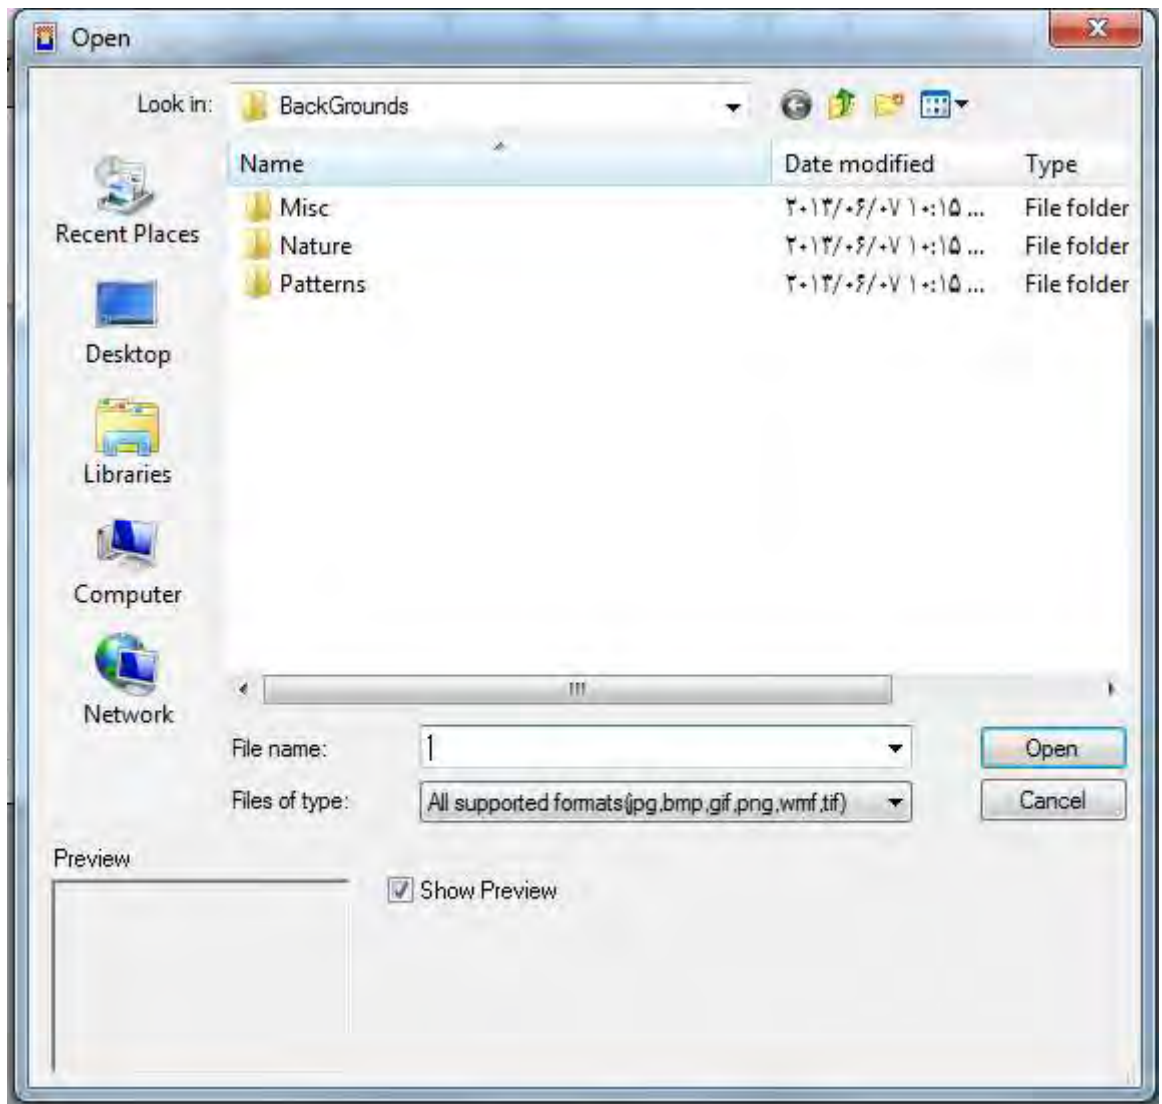 Open
Look in: BackGrounds
Name Date modified Type
Misc ۲۰۱۳/۰۶/۰۷ ۱۰:۱۵ ... File folder
Nature ۲۰۱۳/۰۶/۰۷ ۱۰:۱۵ ... File folder
Patterns ۲۰۱۳/۰۶/۰۷ ۱۰:۱۵ ... File folder
Recent Places
Desktop
Libraries
Computer
Network
File name: Open
Files of type: All supported formats(jpg,bmp,gif,png,wmf,tif) Cancel
Preview
Show Preview